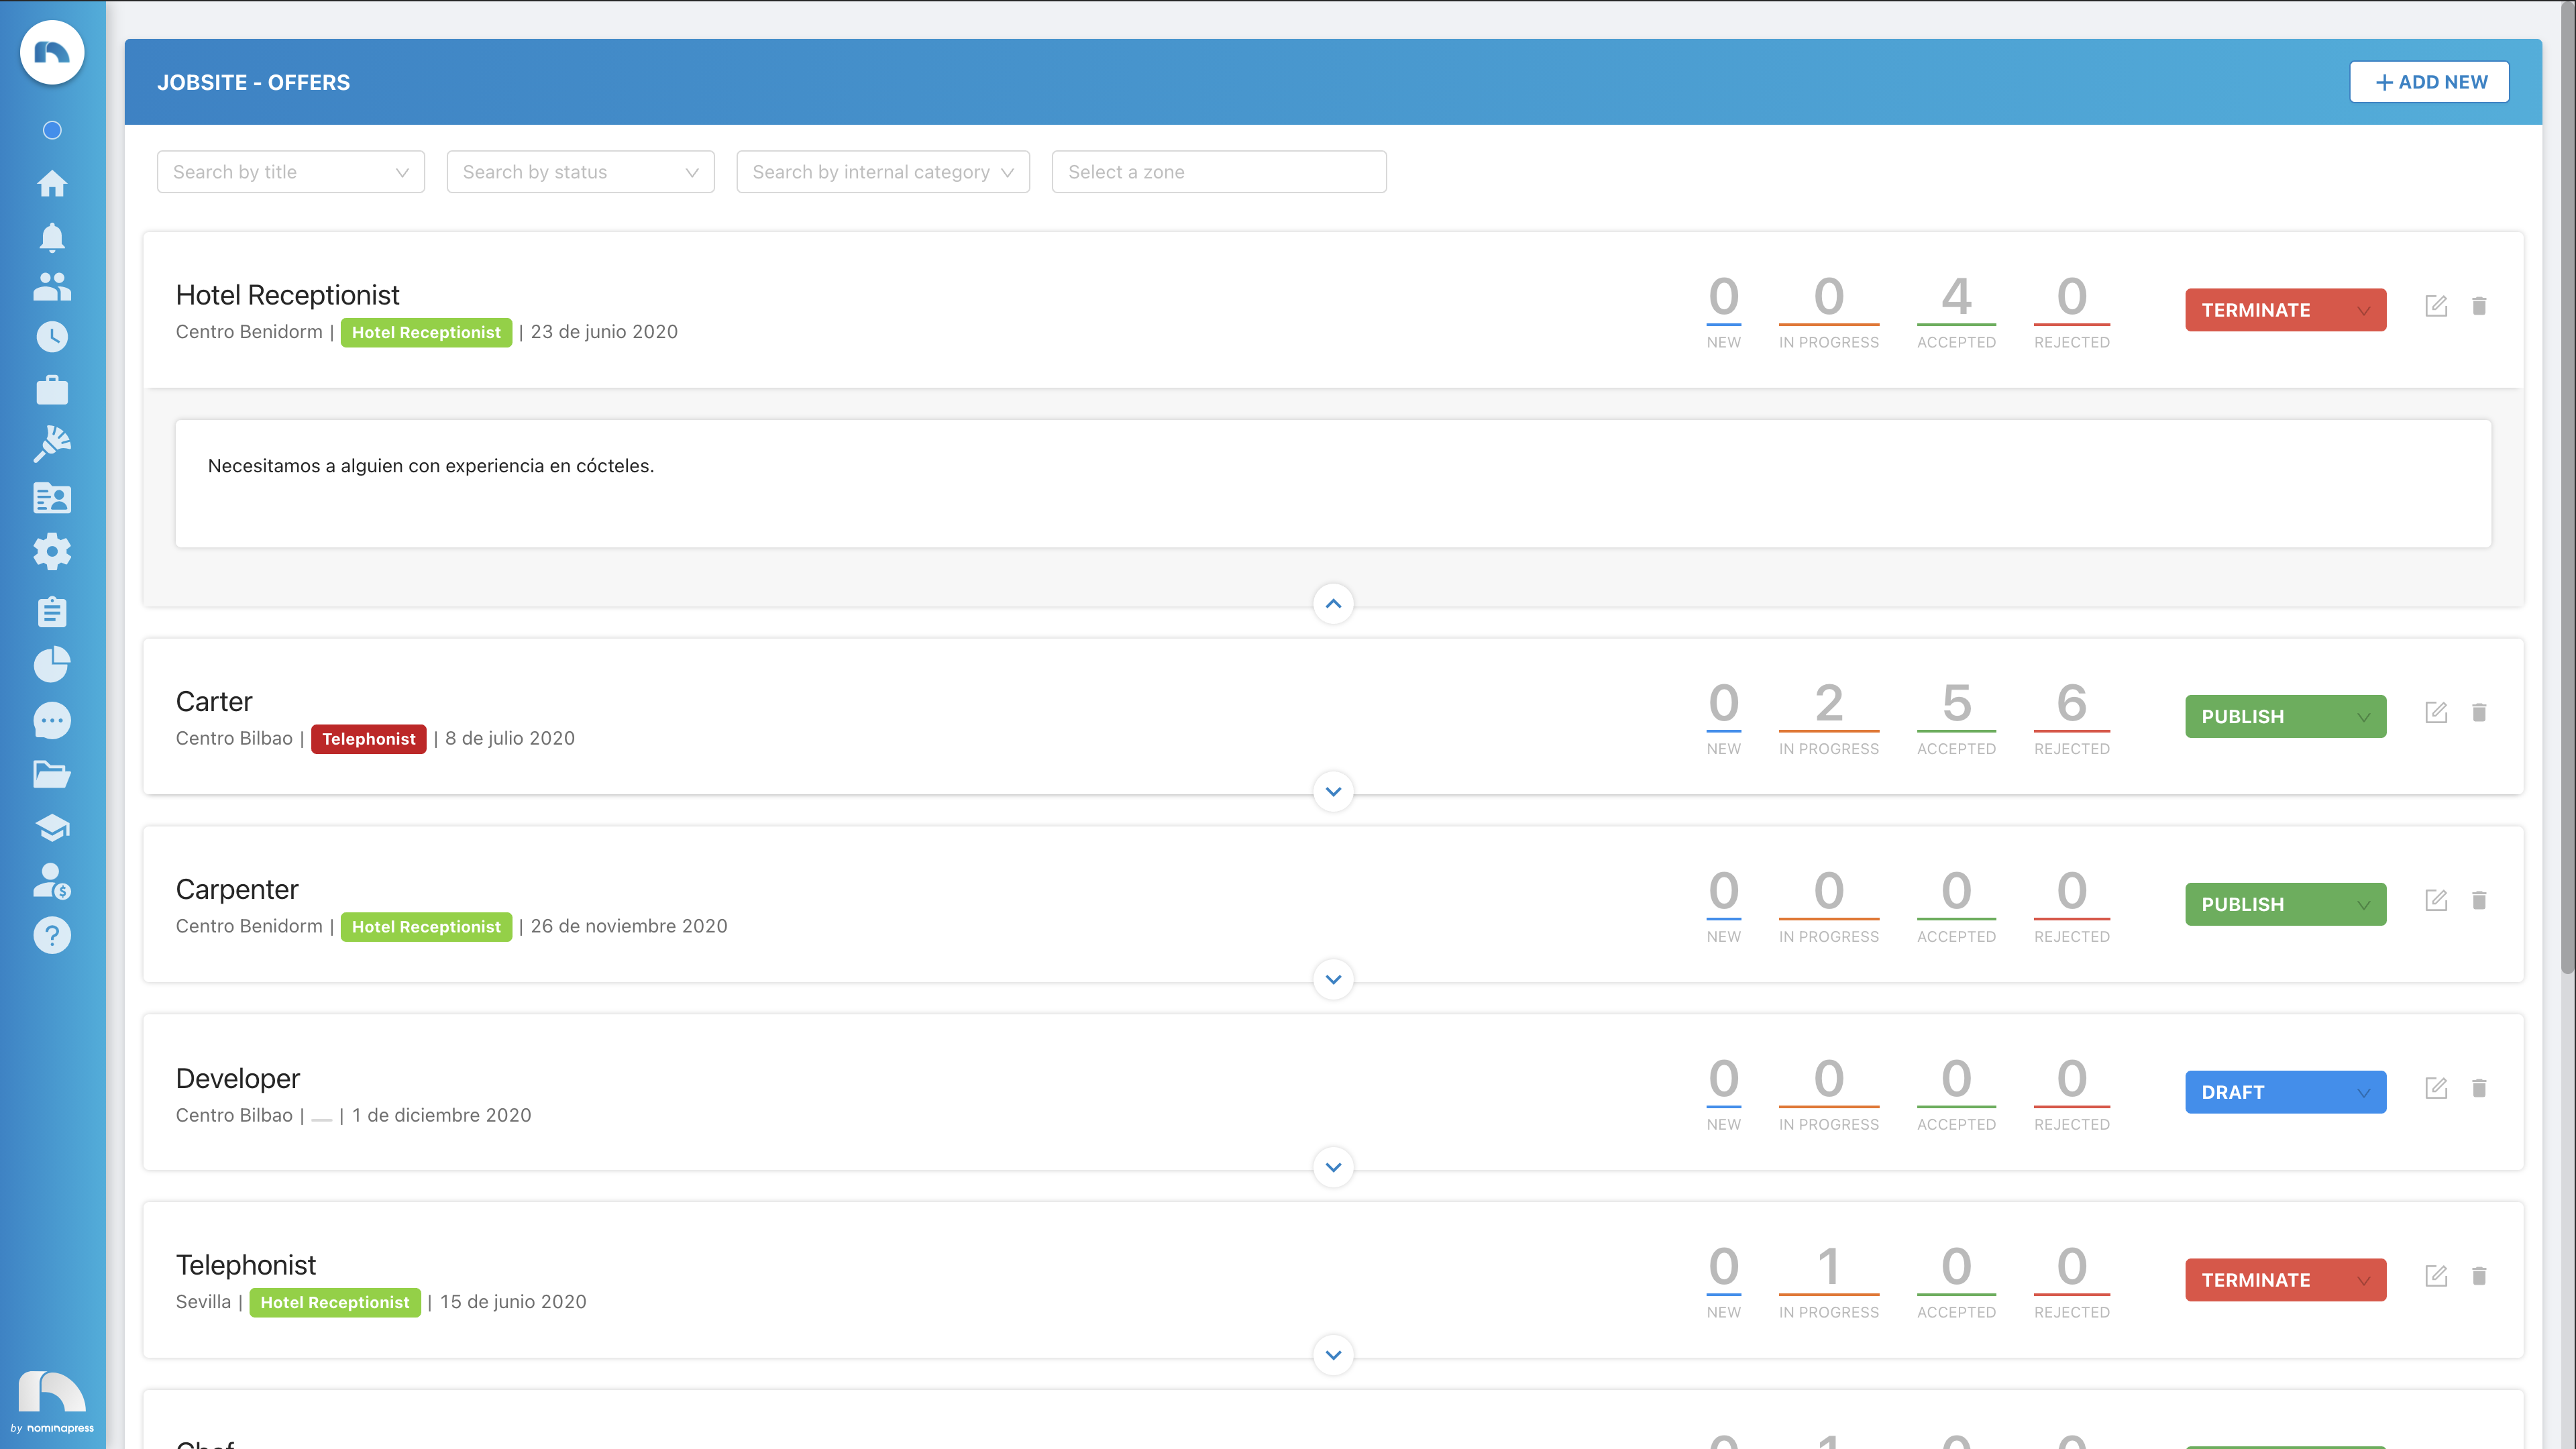 JOBSITE - OFFERS
ADD NEW
Search by title
Search by status
Search by internal category
Select a zone
Hotel Receptionist
Centro Benidorm | Hotel Receptionist | 23 de junio 2020
0 0 4 0
NEW IN PROGRESS ACCEPTED REJECTED
TERMINATE
Necesitamos a alguien con experiencia en cócteles.
Carter
Centro Bilbao | Telephonist | 8 de julio 2020
0 2 5 6
NEW IN PROGRESS ACCEPTED REJECTED
PUBLISH
Carpenter
Centro Benidorm | Hotel Receptionist | 26 de noviembre 2020
0 0 0 0
NEW IN PROGRESS ACCEPTED REJECTED
PUBLISH
Developer
Centro Bilbao | | 1 de diciembre 2020
0 0 0 0
NEW IN PROGRESS ACCEPTED REJECTED
DRAFT
Telephonist
Sevilla | Hotel Receptionist | 15 de junio 2020
0 1 0 0
NEW IN PROGRESS ACCEPTED REJECTED
TERMINATE
Chef
0 1 0 0
by nominapress